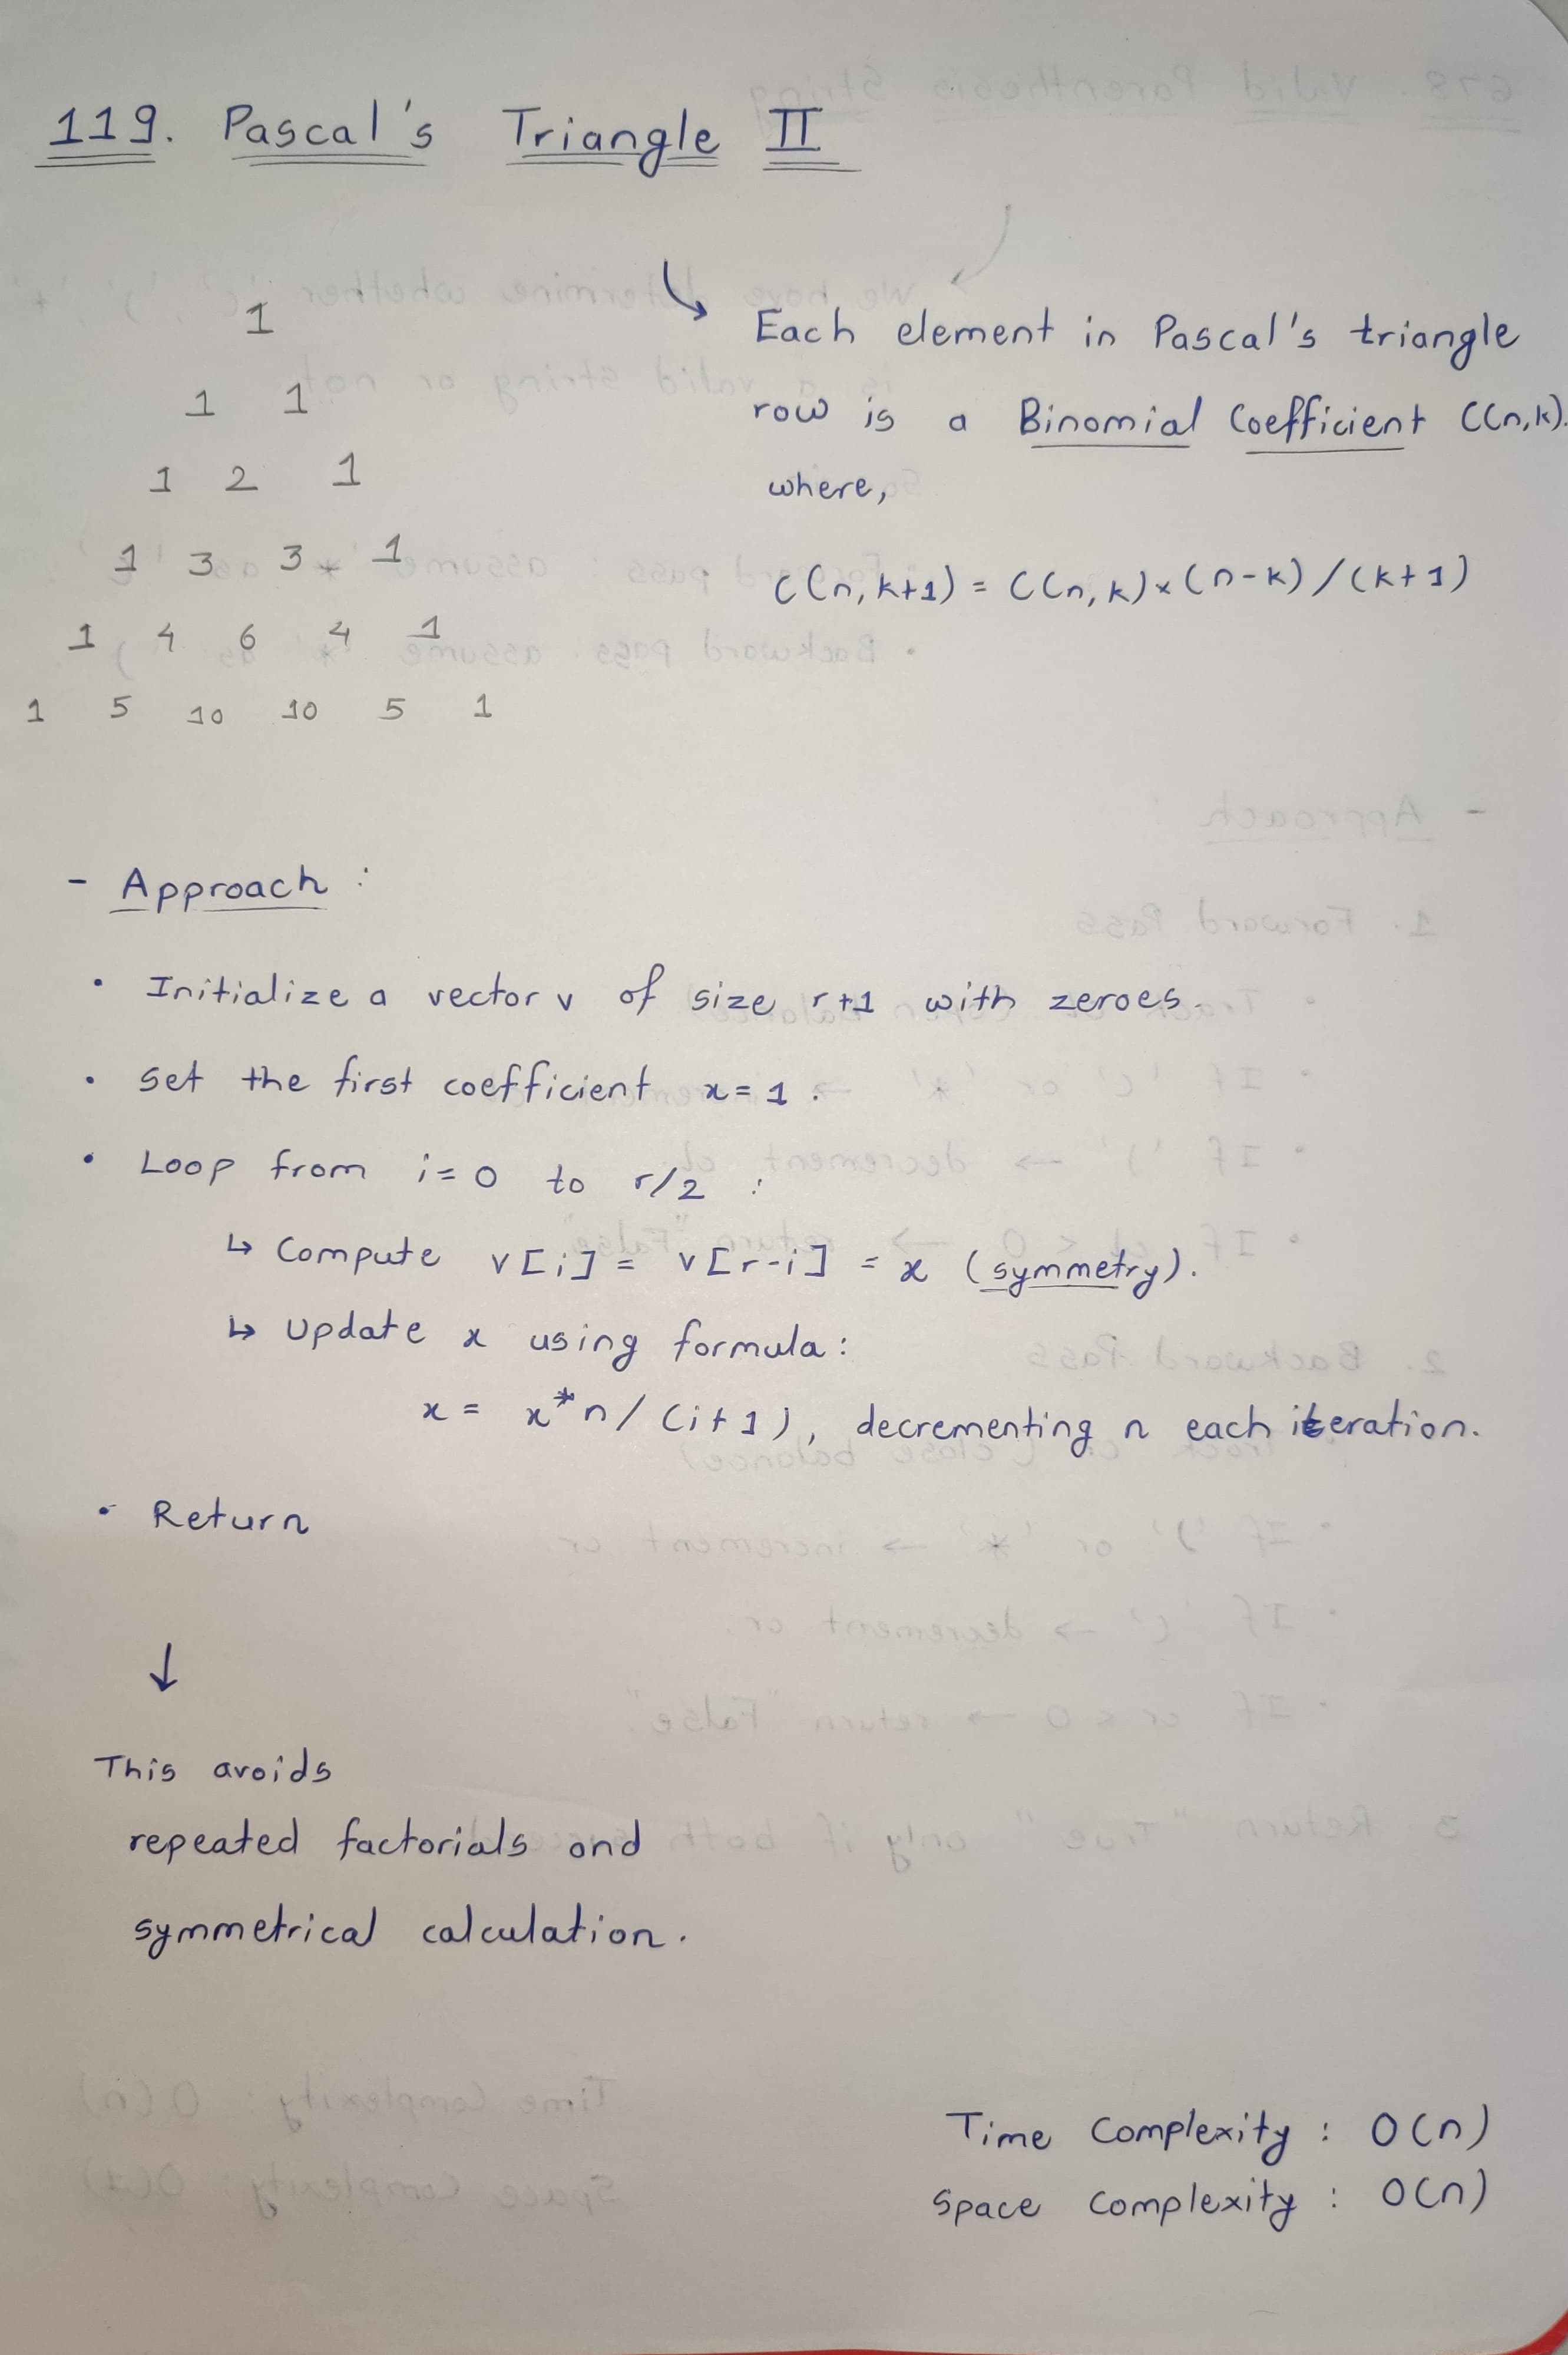 119. Pascal's Triangle II
1
1 1
1 2 1
1 3 3 1
1 4 6 4 1
1 5 10 10 5 1
↳ Each element in Pascal's triangle
row is a Binomial Coefficient C(n,k).
where,
C(n,k+1) = C(n,k)×(n-k)/(k+1)
- Approach :
• Initialize a vector v of size r+1 with zeroes.
• Set the first coefficient x=1.
• Loop from i=0 to r/2 :
↳ Compute v[i] = v[r-i] = x (symmetry).
↳ Update x using formula:
x = x*n/(i+1), decrementing n each iteration.
• Return
↓
This avoids
repeated factorials and
symmetrical calculation.
Time Complexity : O(n)
Space Complexity : O(n)